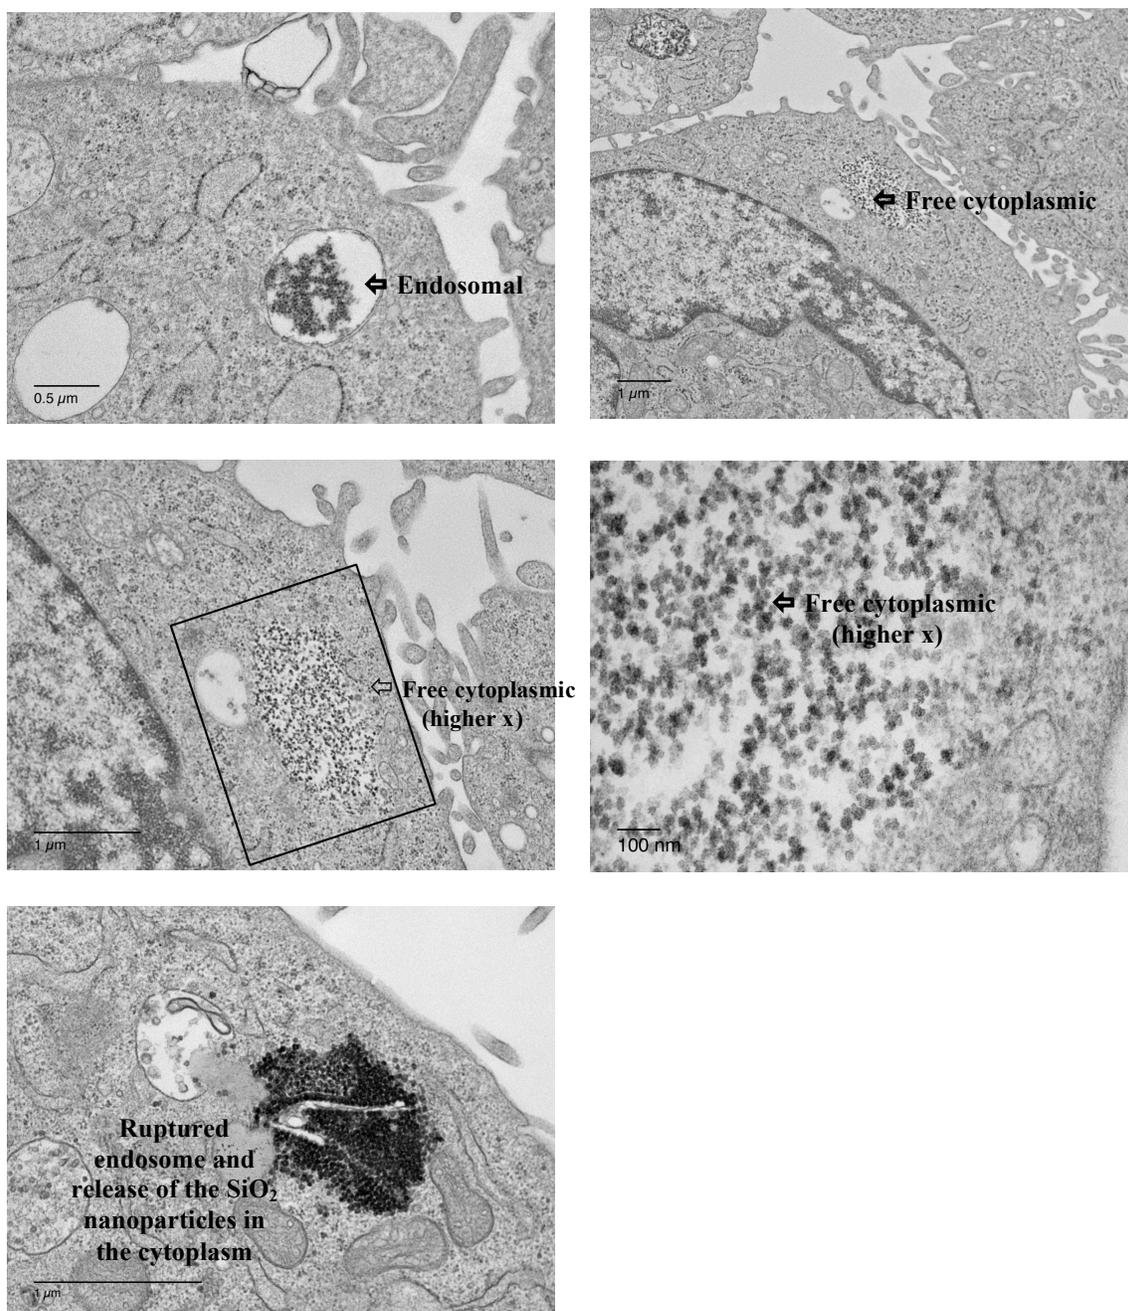 Endosomal
0.5 µm
Free cytoplasmic
1 µm
Free cytoplasmic
(higher x)
1 µm
Free cytoplasmic
(higher x)
100 nm
Ruptured
endosome and
release of the SiO₂
nanoparticles in
the cytoplasm
1 µm